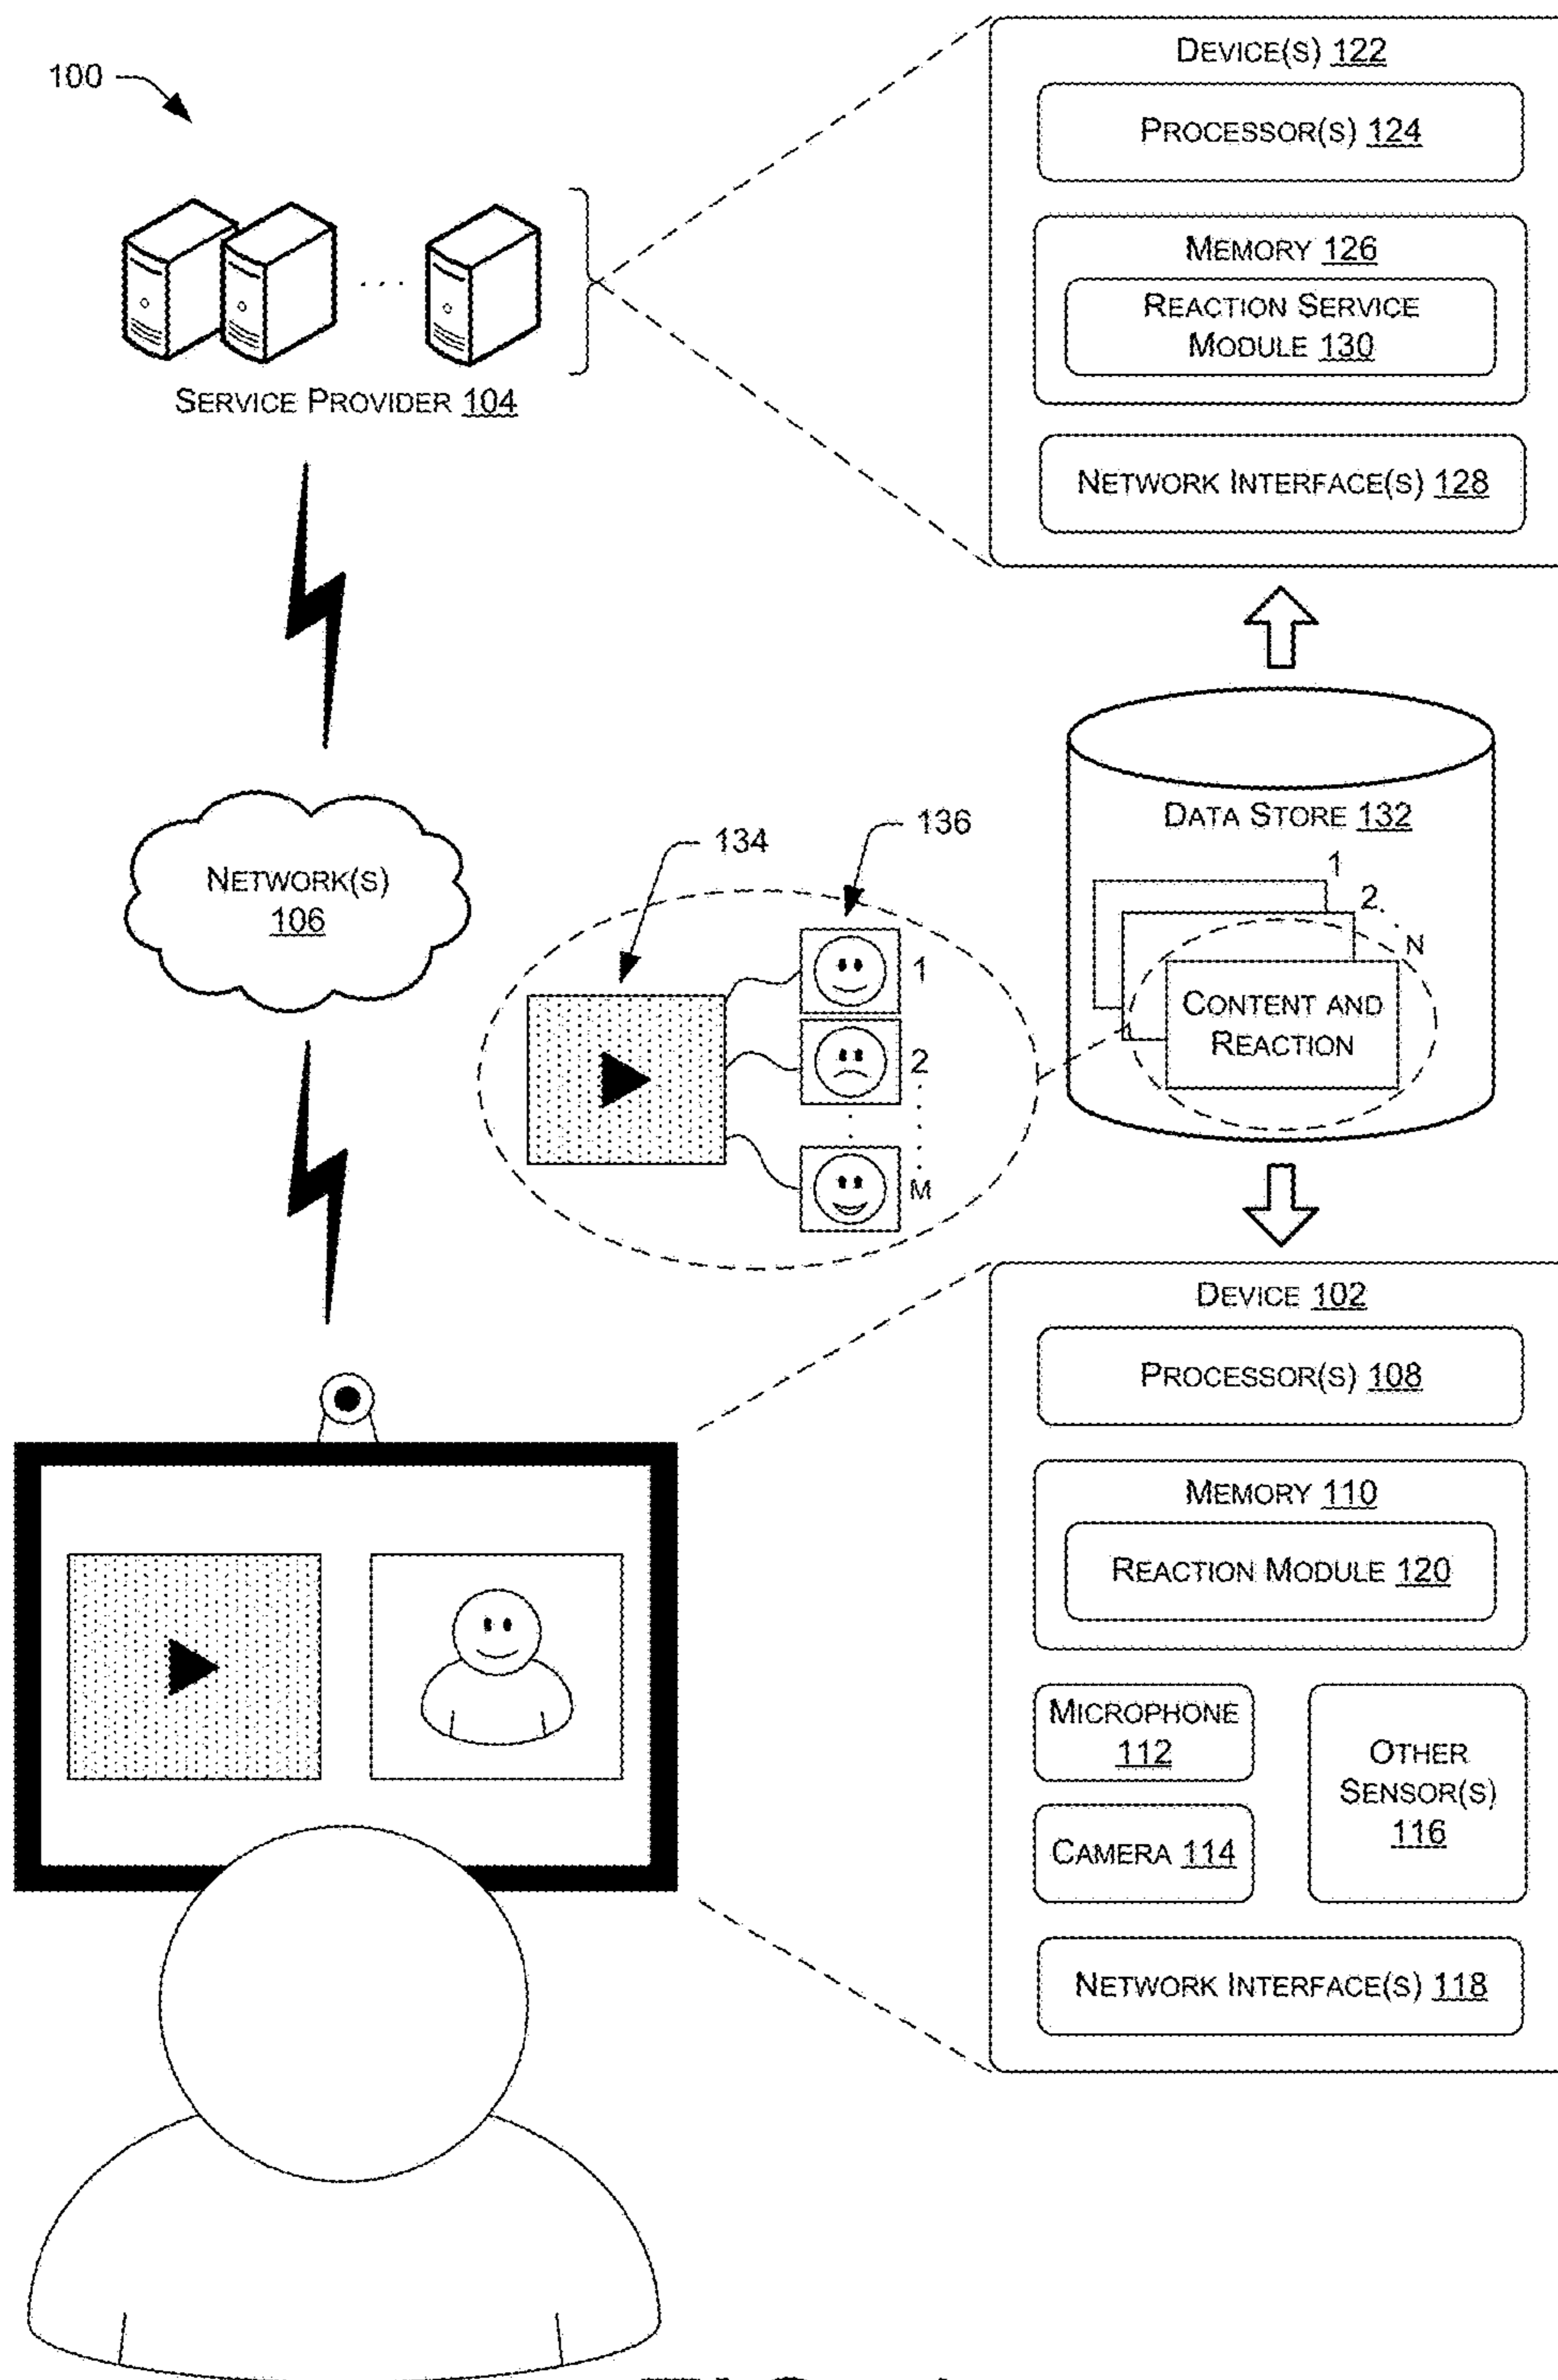 100
DEVICE(S) 122
PROCESSOR(S) 124
MEMORY 126
REACTION SERVICE
MODULE 130
NETWORK INTERFACE(S) 128
SERVICE PROVIDER 104
NETWORK(S)
106
134
136
1
2
M
DATA STORE 132
1
2
N
CONTENT AND
REACTION
DEVICE 102
PROCESSOR(S) 108
MEMORY 110
REACTION MODULE 120
MICROPHONE
112
CAMERA 114
OTHER
SENSOR(S)
116
NETWORK INTERFACE(S) 118